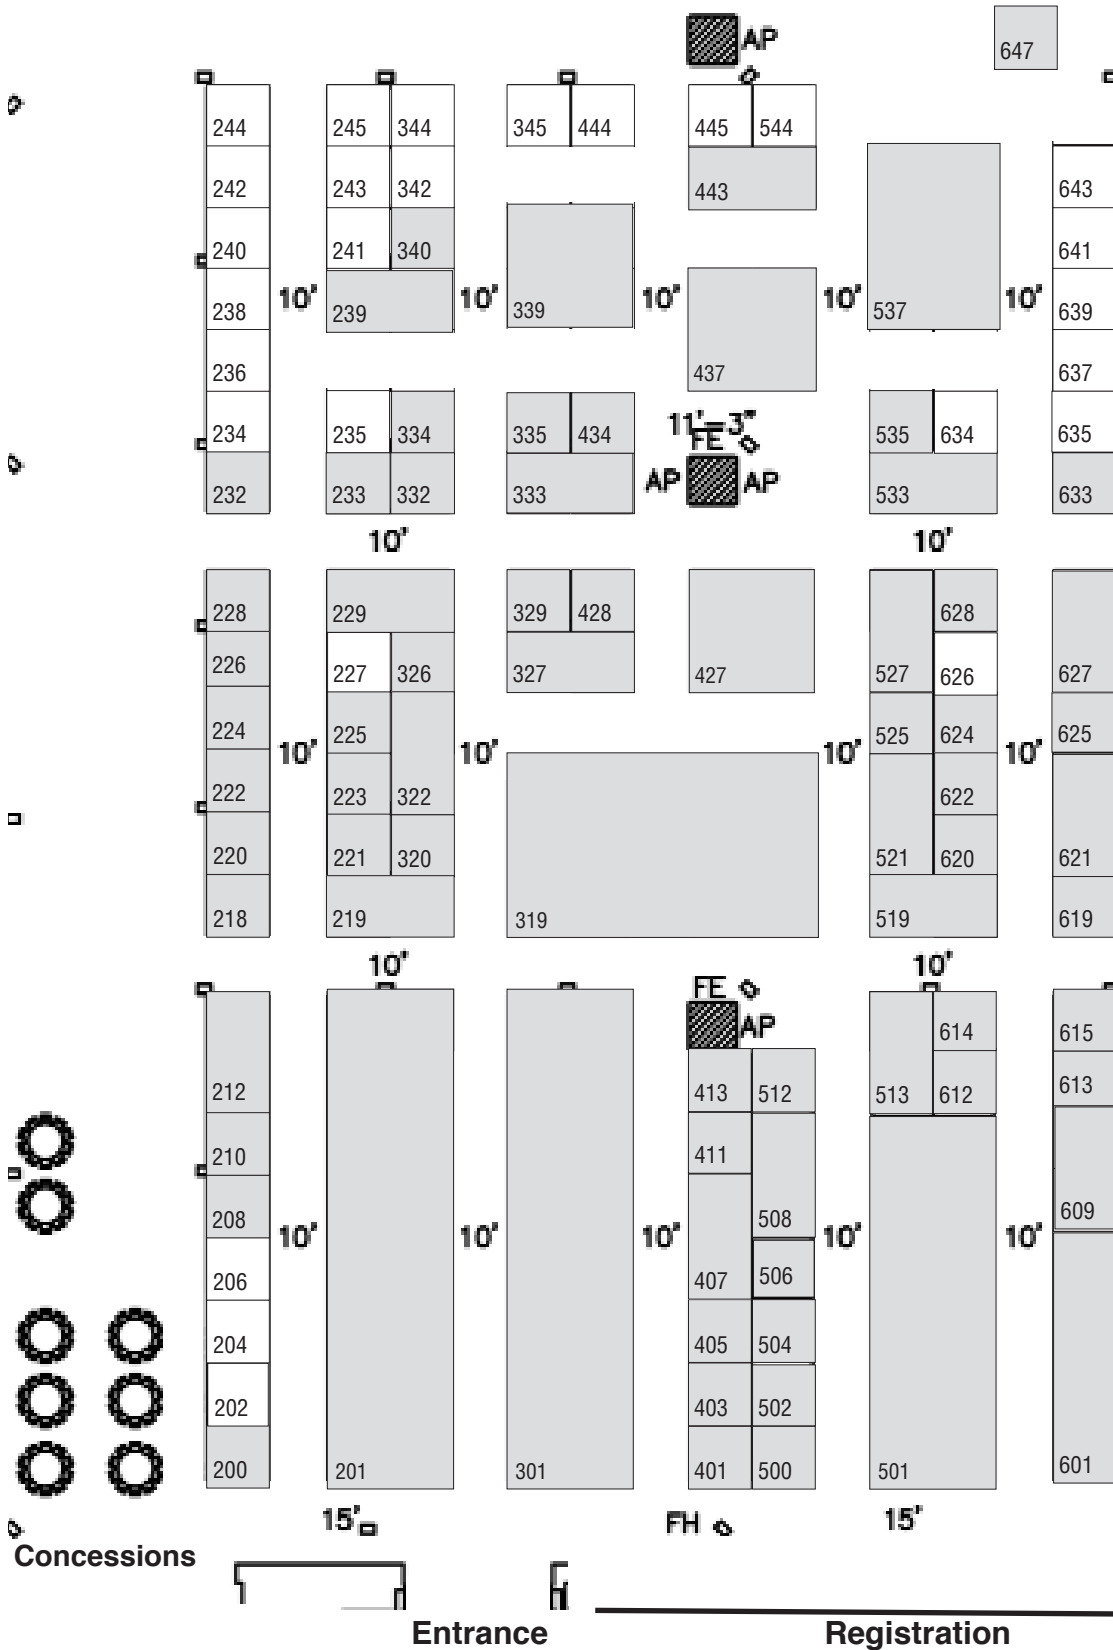 AP
647
244 245 344 345 444 445 544
242 243 342 443 643
240 241 340 641
10' 10' 10' 10' 10'
238 239 339 537 639
236 437 637
11'=3"
234 235 334 335 434 FE 535 634 635
AP AP
232 233 332 333 533 633
10' 10'
228 229 329 428 628
226 227 326 327 427 527 626 627
224 225 525 624 625
10' 10' 10' 10'
222 223 322 622
220 221 320 521 620 621
218 219 319 519 619
10' 10'
FE
AP 614 615
212 413 512 513 612 613
210 411
208 508 609
10' 10' 10' 10' 10'
206 407 506
204 405 504
202 403 502
200 201 301 401 500 501 601
15' FH 15'
Concessions
Entrance Registration